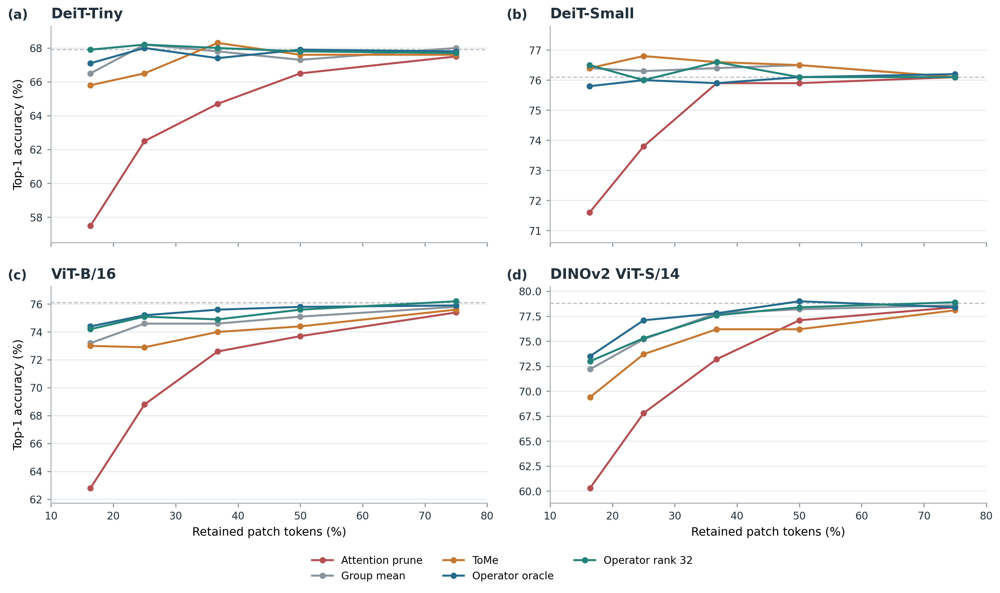 (a) DeiT-Tiny
Top-1 accuracy (%)
68
66
64
62
60
58
(b) DeiT-Small
77
76
75
74
73
72
71
(c) ViT-B/16
Top-1 accuracy (%)
76
74
72
70
68
66
64
62
10 20 30 40 50 60 70 80
Retained patch tokens (%)
(d) DINOv2 ViT-S/14
80.0
77.5
75.0
72.5
70.0
67.5
65.0
62.5
60.0
10 20 30 40 50 60 70 80
Retained patch tokens (%)
Attention prune ToMe Operator rank 32
Group mean Operator oracle